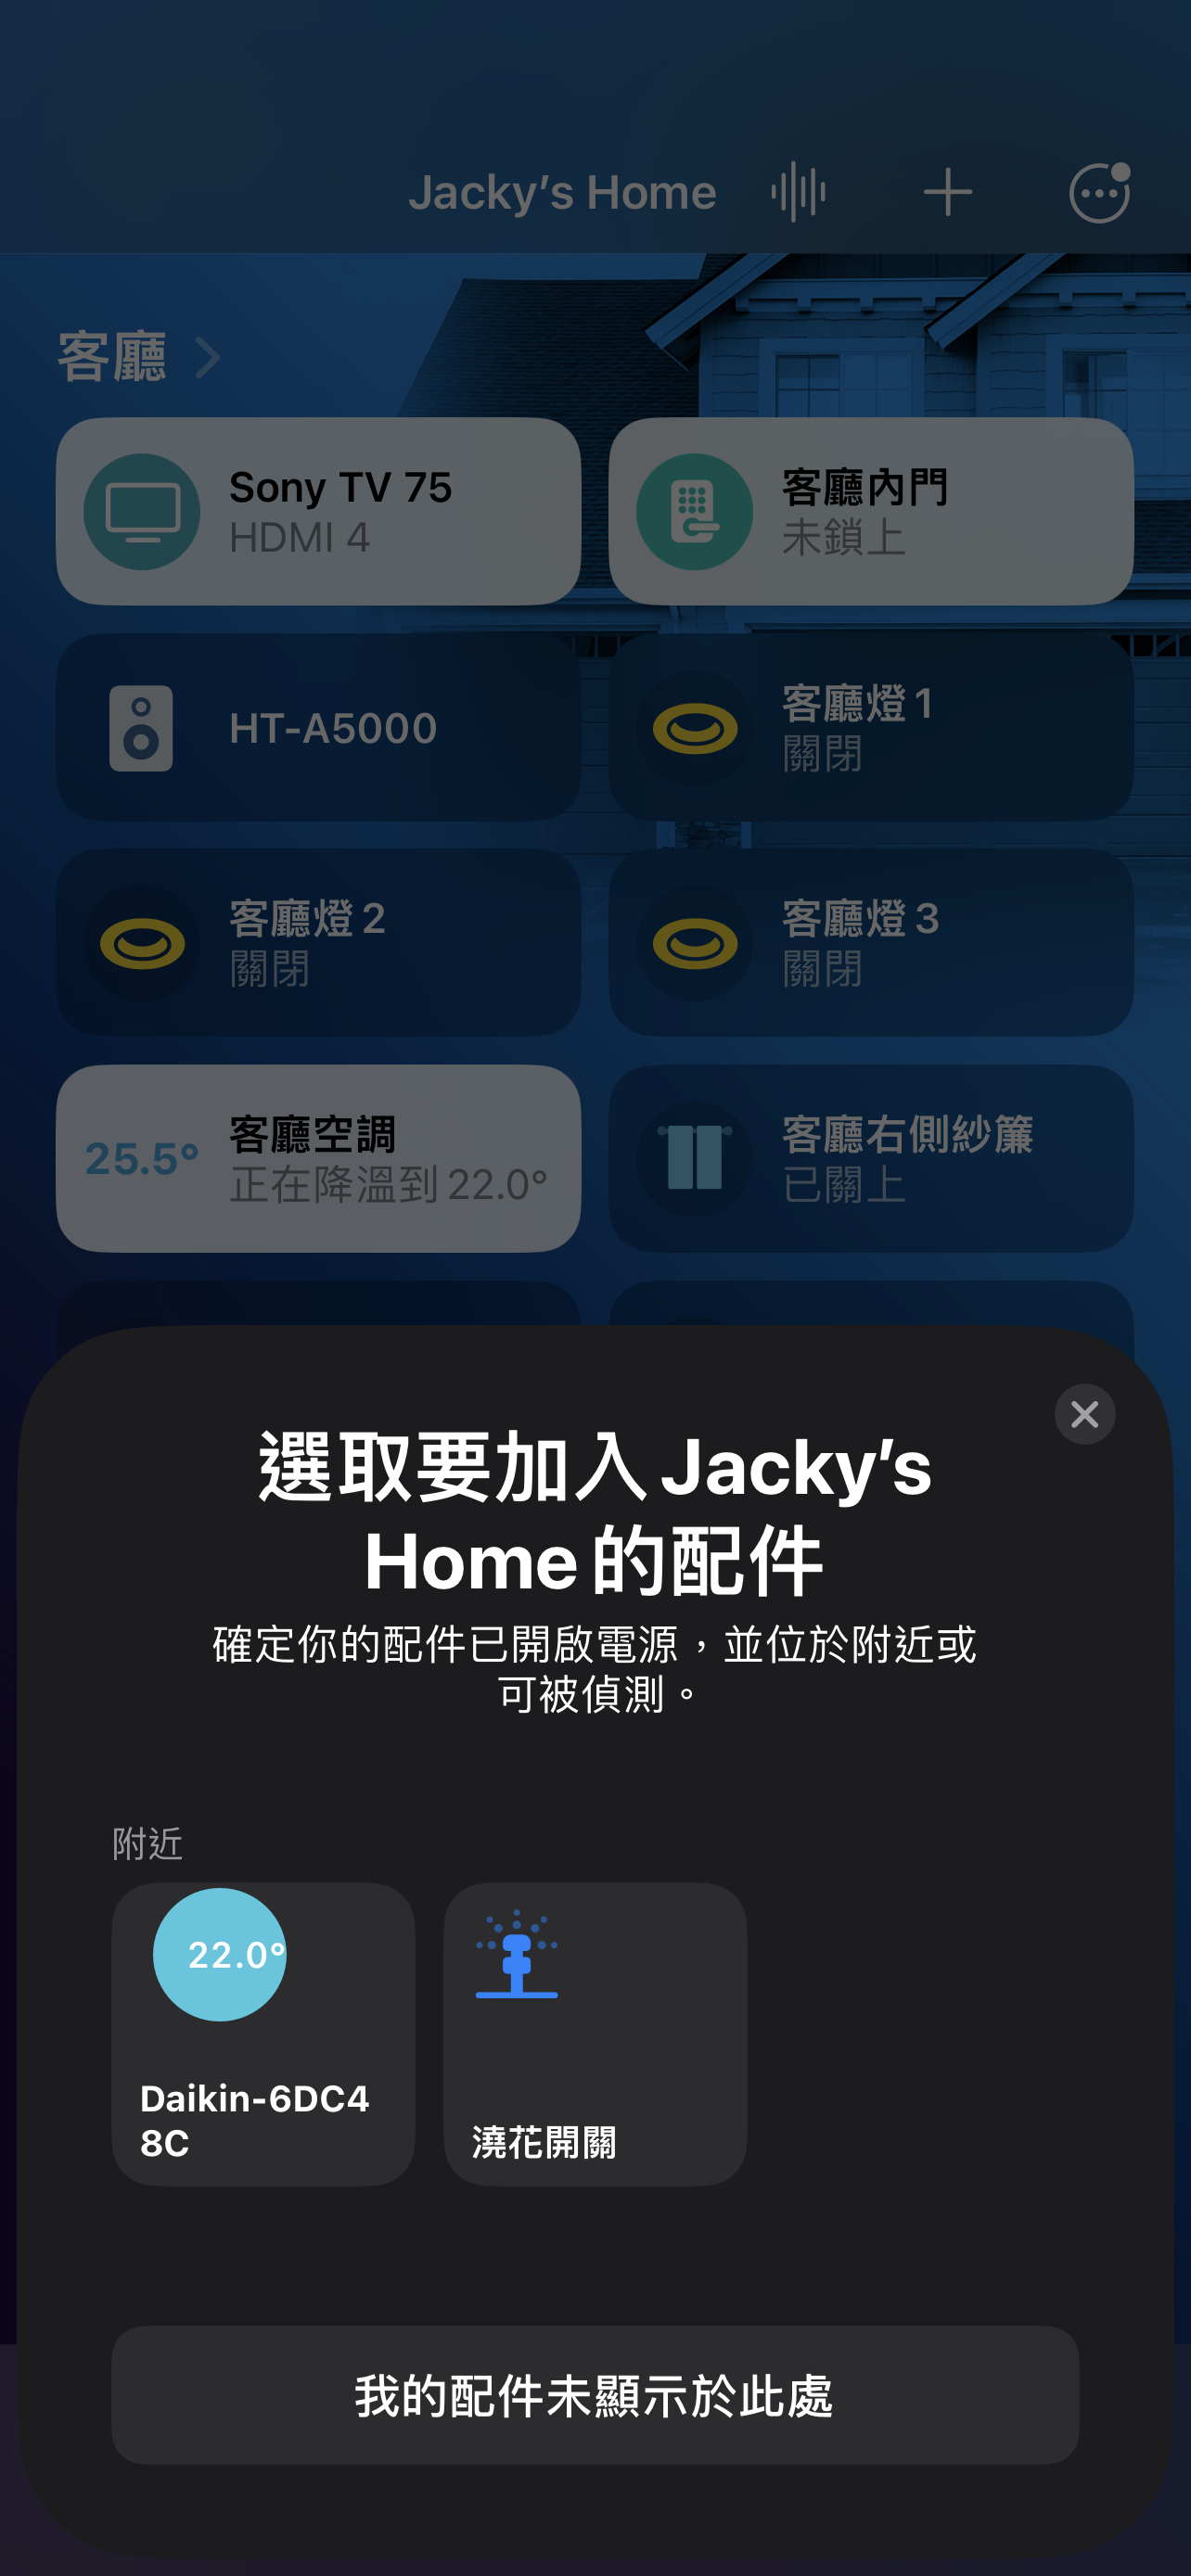 Jacky’s Home
客廳
Sony TV 75
HDMI 4
客廳內門
未鎖上
HT-A5000
客廳燈 1
關閉
客廳燈 2
關閉
客廳燈 3
關閉
25.5°
客廳空調
正在降溫到 22.0°
客廳右側紗簾
已關上
選取要加入 Jacky’s
Home 的配件
確定你的配件已開啟電源，並位於附近或
可被偵測。
附近
22.0°
Daikin-6DC4
8C
澆花開關
我的配件未顯示於此處